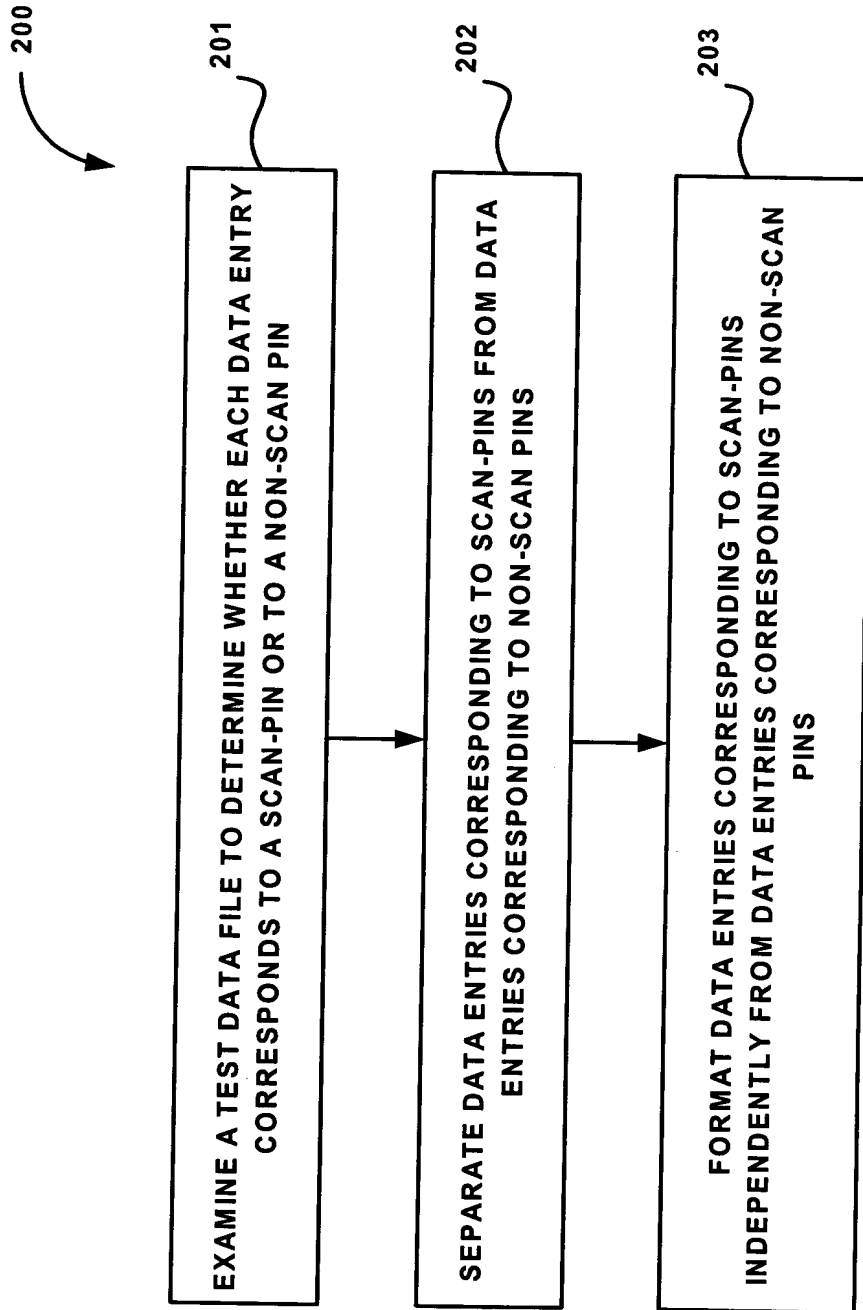 200
201
EXAMINE A TEST DATA FILE TO DETERMINE WHETHER EACH DATA ENTRY
CORRESPONDS TO A SCAN-PIN OR TO A NON-SCAN PIN
202
SEPARATE DATA ENTRIES CORRESPONDING TO SCAN-PINS FROM DATA
ENTRIES CORRESPONDING TO NON-SCAN PINS
203
FORMAT DATA ENTRIES CORRESPONDING TO SCAN-PINS
INDEPENDENTLY FROM DATA ENTRIES CORRESPONDING TO NON-SCAN
PINS